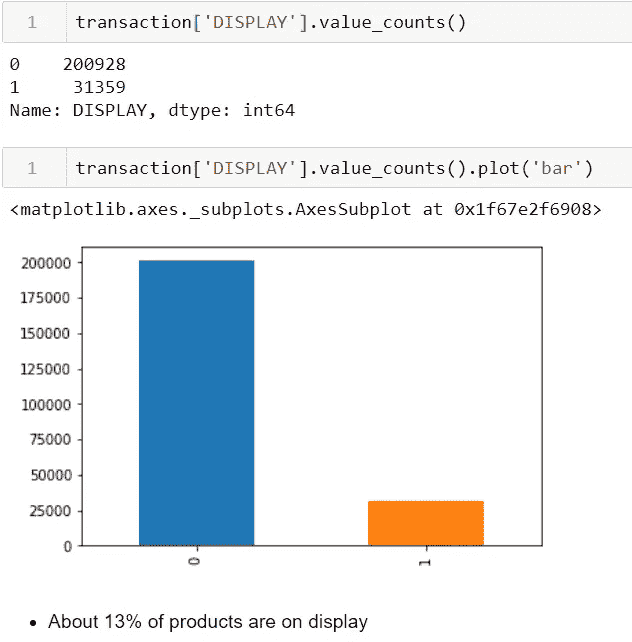 1 transaction['DISPLAY'].value_counts()
0 200928
1 31359
Name: DISPLAY, dtype: int64
1 transaction['DISPLAY'].value_counts().plot('bar')
<matplotlib.axes._subplots.AxesSubplot at 0x1f67e2f6908>
200000
175000
150000
125000
100000
75000
50000
25000
0
0 1
• About 13% of products are on display